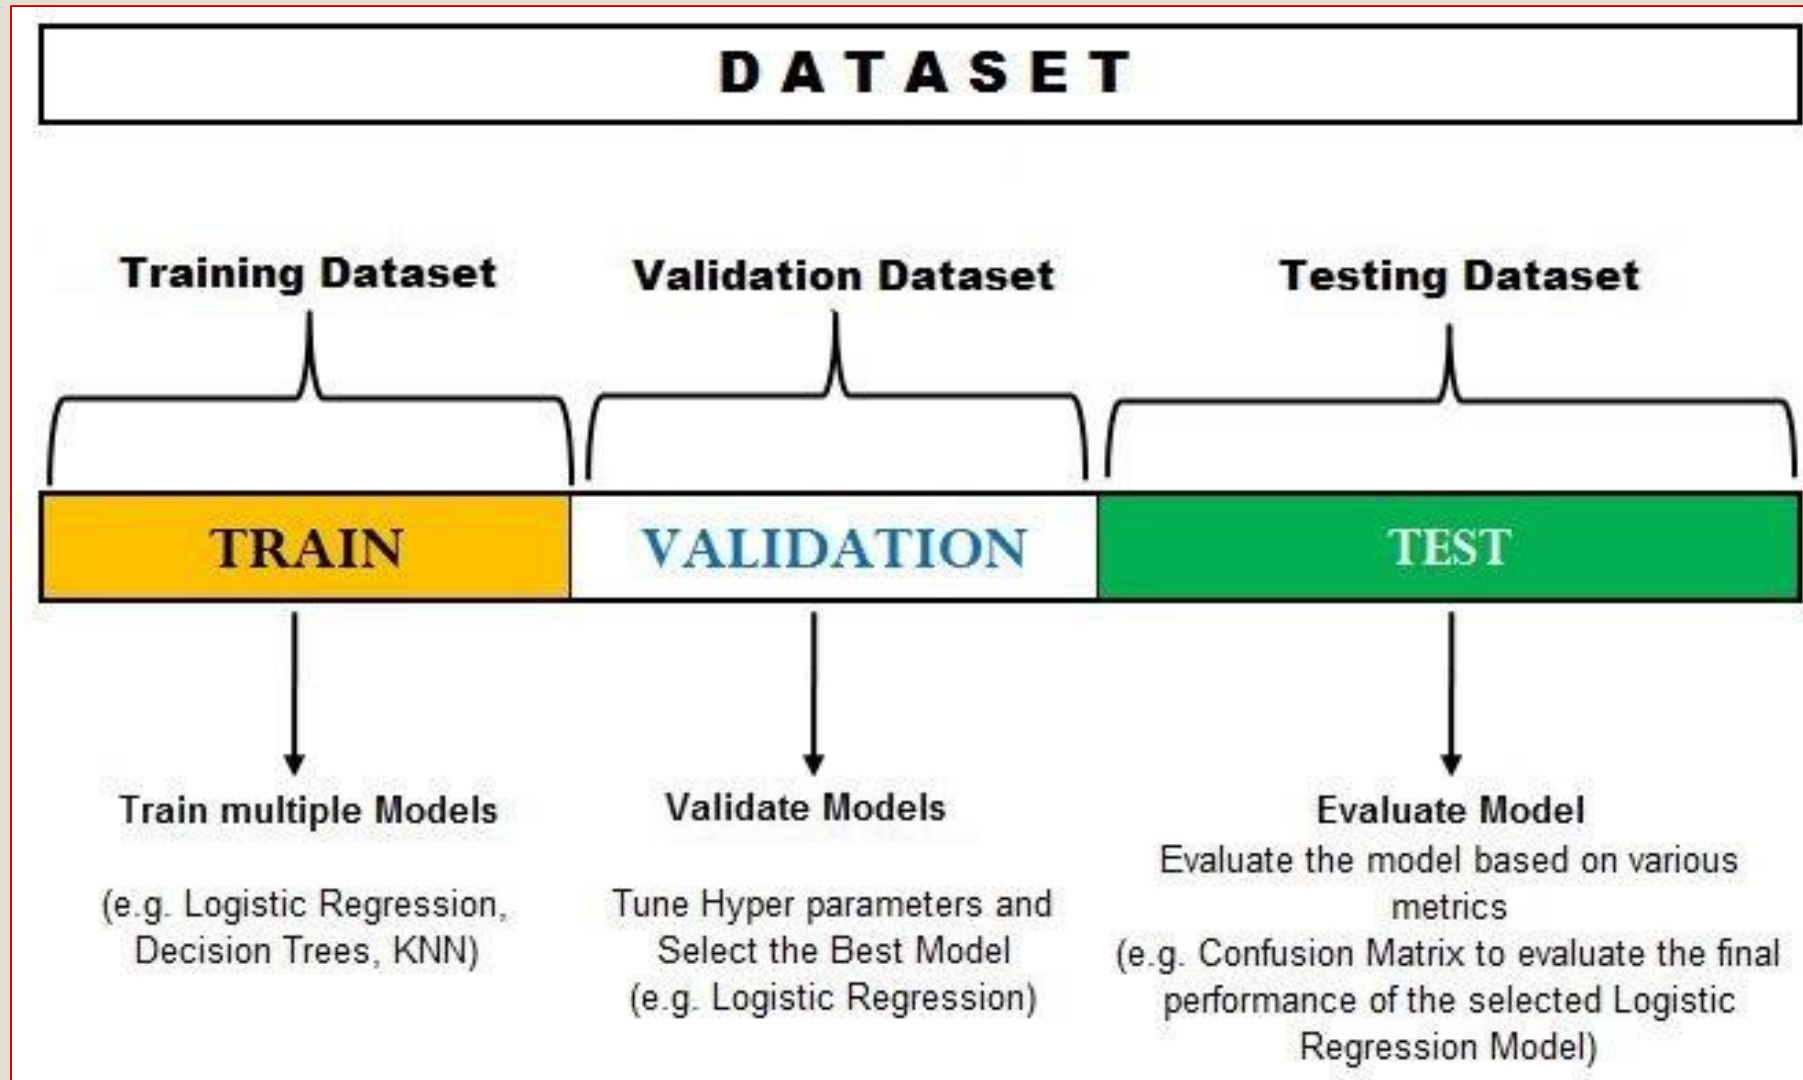 DATASET
Training Dataset
Validation Dataset
Testing Dataset
TRAIN
VALIDATION
TEST
Train multiple Models
(e.g. Logistic Regression,
Decision Trees, KNN)
Validate Models
Tune Hyper parameters and
Select the Best Model
(e.g. Logistic Regression)
Evaluate Model
Evaluate the model based on various
metrics
(e.g. Confusion Matrix to evaluate the final
performance of the selected Logistic
Regression Model)